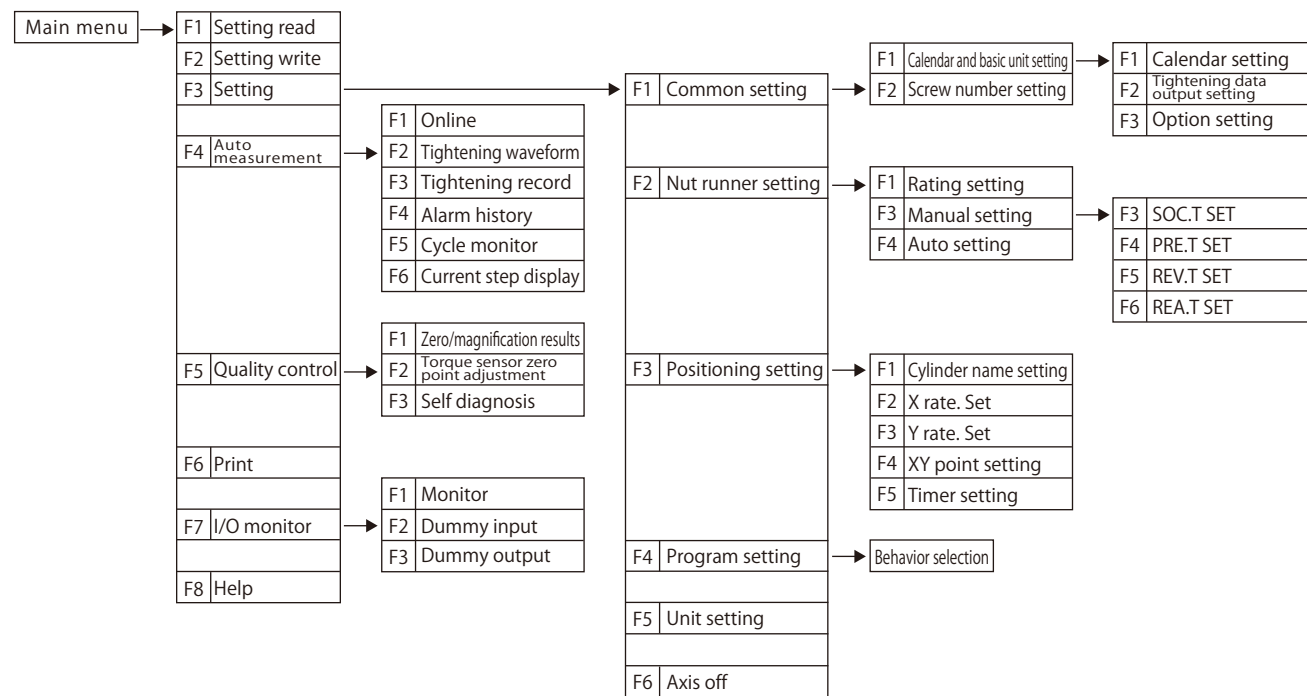 Main menu
F1 Setting read
F2 Setting write
F3 Setting
F4 Auto
measurement
F5 Quality control
F6 Print
F7 I/O monitor
F8 Help
F1 Online
F2 Tightening waveform
F3 Tightening record
F4 Alarm history
F5 Cycle monitor
F6 Current step display
F1 Zero/magnification results
F2 Torque sensor zero
point adjustment
F3 Self diagnosis
F1 Monitor
F2 Dummy input
F3 Dummy output
F1 Common setting
F2 Nut runner setting
F3 Positioning setting
F4 Program setting
F5 Unit setting
F6 Axis off
F1 Calendar and basic unit setting
F2 Screw number setting
F1 Rating setting
F3 Manual setting
F4 Auto setting
F1 Cylinder name setting
F2 X rate. Set
F3 Y rate. Set
F4 XY point setting
F5 Timer setting
Behavior selection
F1 Calendar setting
F2 Tightening data
output setting
F3 Option setting
F3 SOC.T SET
F4 PRE.T SET
F5 REV.T SET
F6 REA.T SET